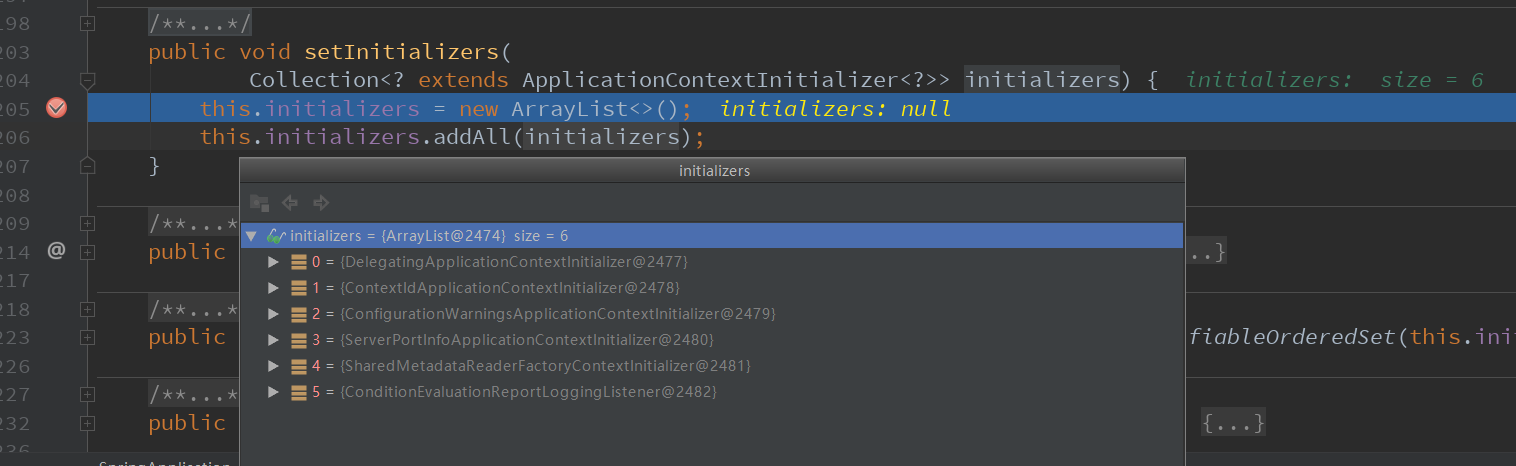 198 /**...*/
203 public void setInitializers(
204 Collection<? extends ApplicationContextInitializer<?>> initializers) { initializers: size = 6
205 this.initializers = new ArrayList<>(); initializers: null
206 this.initializers.addAll(initializers);
207 }
initializers
208
209 /**...*
initializers = {ArrayList@2474} size = 6
214 @ public ..}
0 = {DelegatingApplicationContextInitializer@2477}
217
1 = {ContextIdApplicationContextInitializer@2478}
218 /**...*
2 = {ConfigurationWarningsApplicationContextInitializer@2479}
223 public fiableOrderedSet(this.ini
3 = {ServerPortInfoApplicationContextInitializer@2480}
226
4 = {SharedMetadataReaderFactoryContextInitializer@2481}
227 /**...*
5 = {ConditionEvaluationReportLoggingListener@2482}
232 public {...}
236
SpringApplication